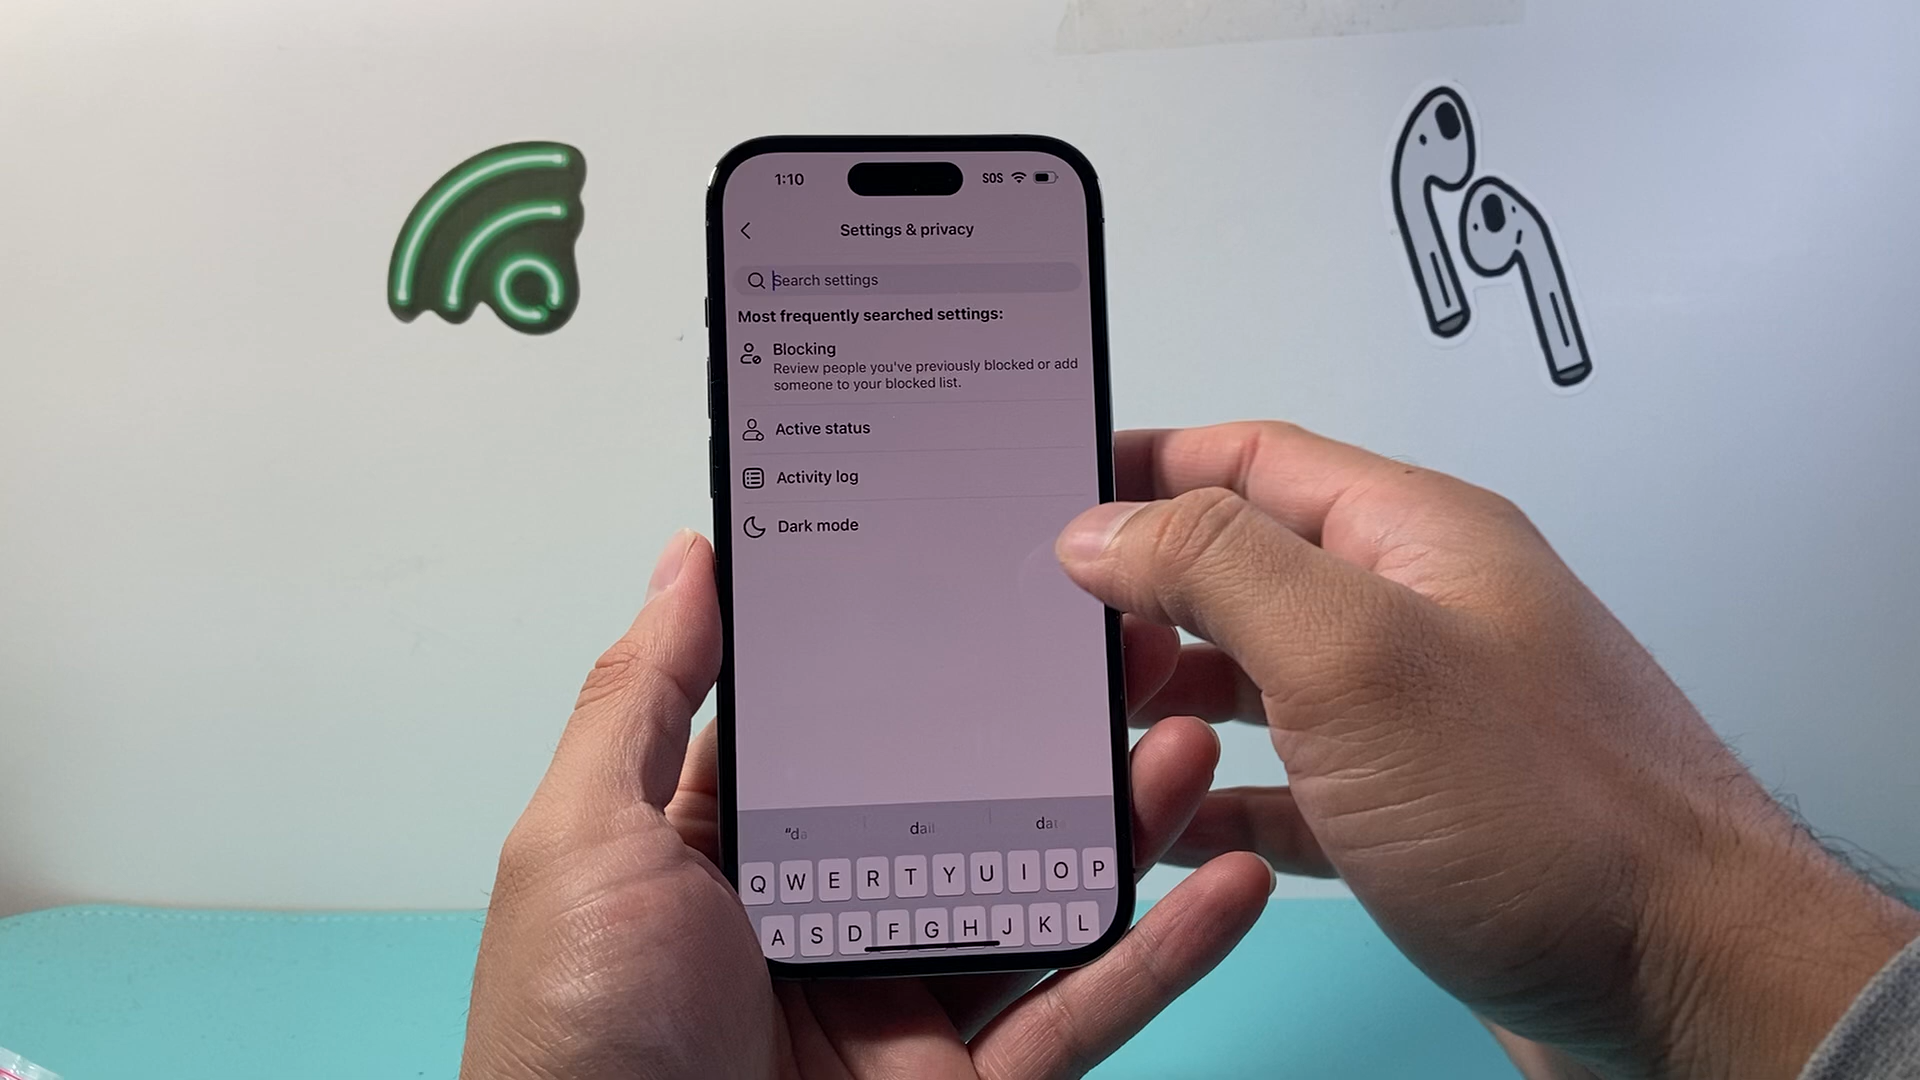 1:10 SOS
Settings & privacy
Search settings
Most frequently searched settings:
Blocking
Review people you've previously blocked or add
someone to your blocked list.
Active status
Activity log
Dark mode
"da dail dat
Q W E R T Y U I O P
A S D F G H J K L